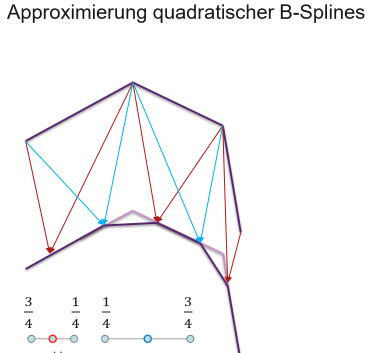 Approximierung quadratischer B-Splines
3/4 1/4 1/4 3/4